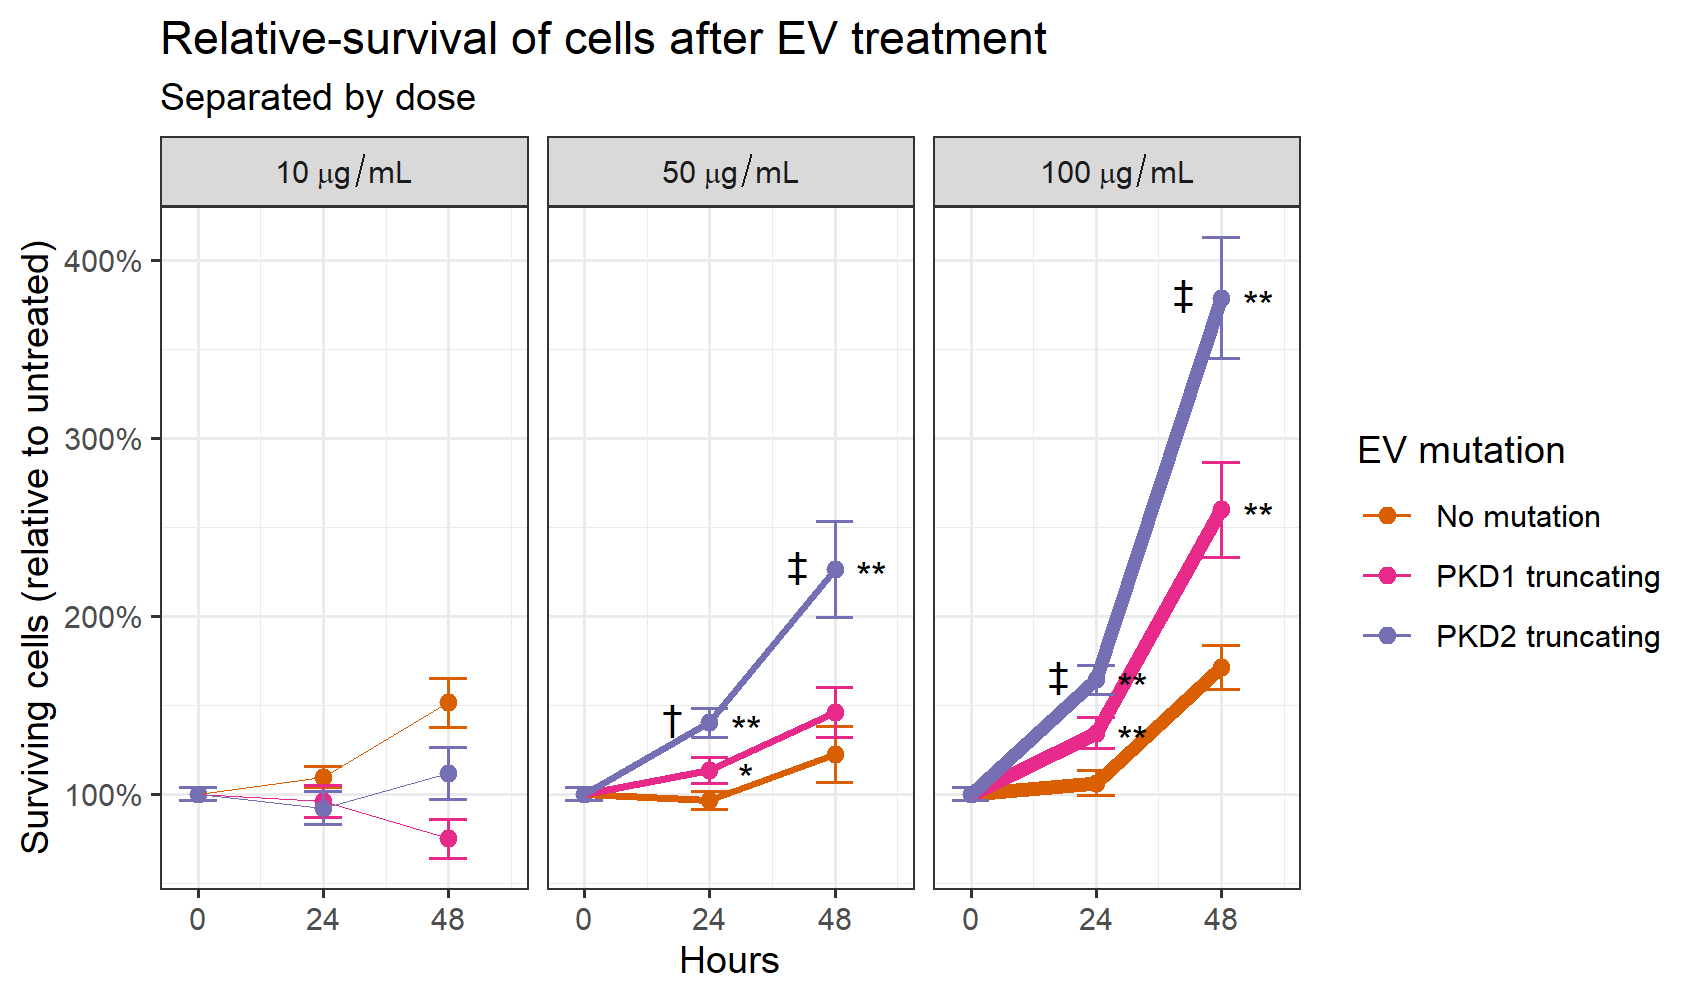 Relative-survival of cells after EV treatment
Separated by dose
10 μg/mL
50 μg/mL
100 μg/mL
Surviving cells (relative to untreated)
400%
300%
200%
100%
† **
*
‡ **
‡ **
**
‡ **
**
0 24 48
0 24 48
0 24 48
Hours
EV mutation
No mutation
PKD1 truncating
PKD2 truncating